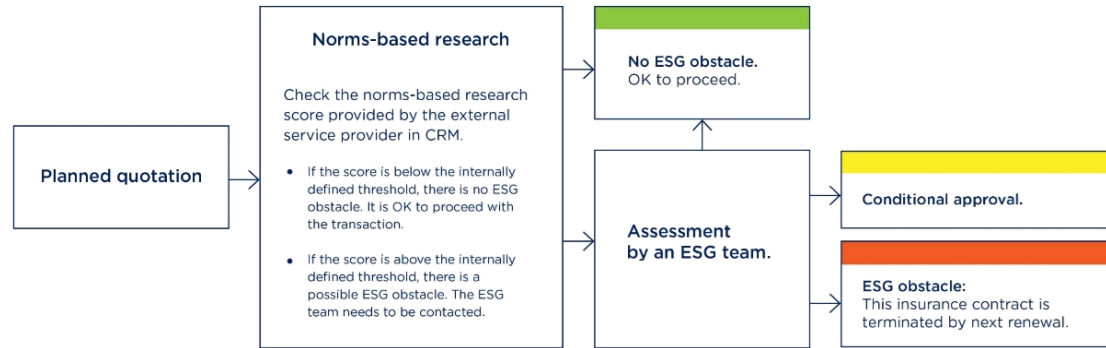 Planned quotation
Norms-based research
Check the norms-based research
score provided by the external
service provider in CRM.
• If the score is below the internally
defined threshold, there is no ESG
obstacle. It is OK to proceed with
the transaction.
• If the score is above the internally
defined threshold, there is a
possible ESG obstacle. The ESG
team needs to be contacted.
No ESG obstacle.
OK to proceed.
Assessment
by an ESG team.
Conditional approval.
ESG obstacle:
This insurance contract is
terminated by next renewal.